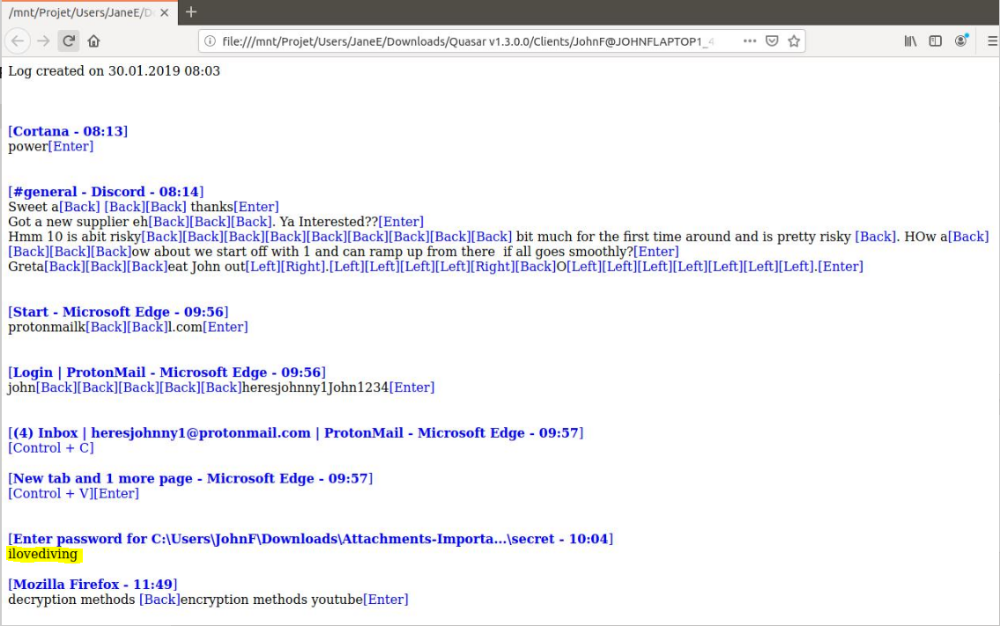 /mnt/Projet/Users/JaneE/D
file:///mnt/Projet/Users/JaneE/Downloads/Quasar v1.3.0.0/Clients/JohnF@JOHNFLAPTOP1_4
Log created on 30.01.2019 08:03
[Cortana - 08:13]
power[Enter]
[#general - Discord - 08:14]
Sweet a[Back] [Back][Back] thanks[Enter]
Got a new supplier eh[Back][Back][Back]. Ya Interested??[Enter]
Hmm 10 is abit risky[Back][Back][Back][Back][Back][Back][Back][Back][Back] bit much for the first time around and is pretty risky [Back]. HOw a[Back]
[Back][Back][Back]ow about we start off with 1 and can ramp up from there  if all goes smoothly?[Enter]
Greta[Back][Back][Back]eat John out[Left][Right].[Left][Left][Left][Left][Right][Back]O[Left][Left][Left][Left][Left][Left][Left].[Enter]
[Start - Microsoft Edge - 09:56]
protonmailk[Back][Back]l.com[Enter]
[Login | ProtonMail - Microsoft Edge - 09:56]
john[Back][Back][Back][Back][Back]heresjohnny1John1234[Enter]
[(4) Inbox | heresjohnny1@protonmail.com | ProtonMail - Microsoft Edge - 09:57]
[Control + C]
[New tab and 1 more page - Microsoft Edge - 09:57]
[Control + V][Enter]
[Enter password for C:\Users\JohnF\Downloads\Attachments-Importa...\secret - 10:04]
ilovediving
[Mozilla Firefox - 11:49]
decryption methods [Back]encryption methods youtube[Enter]